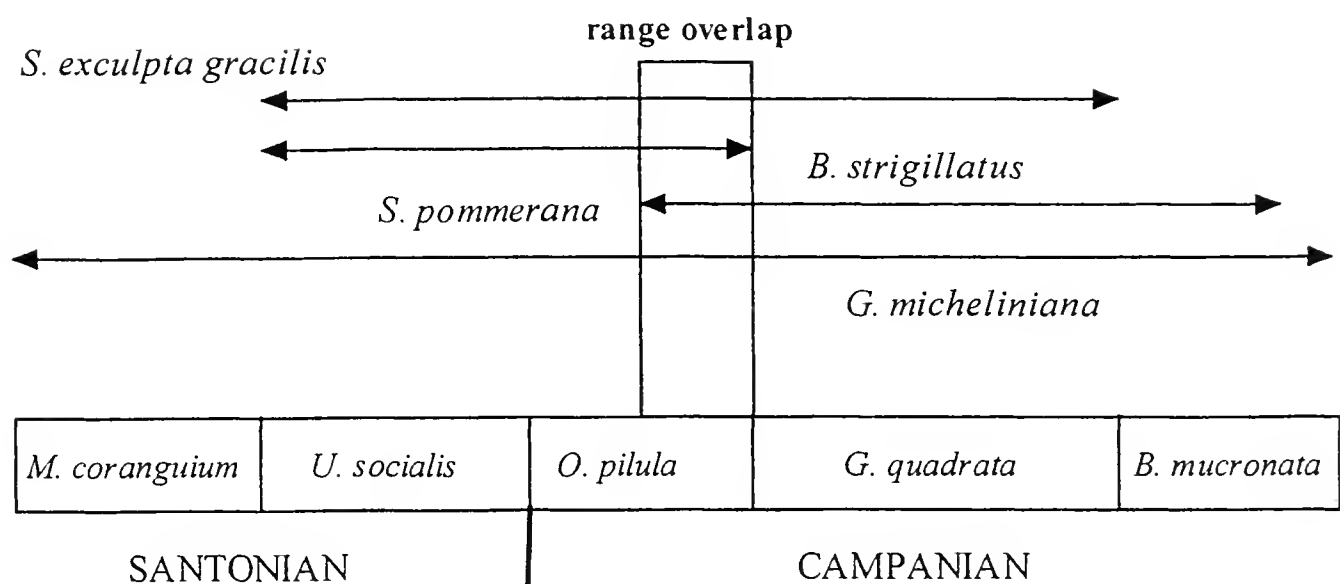 range overlap
S. exculpta gracilis
B. strigillatus
S. pommerana
G. micheliniana
M. coranguium
U. socialis
O. pilula
G. quadrata
B. mucronata
SANTONIAN
CAMPANIAN